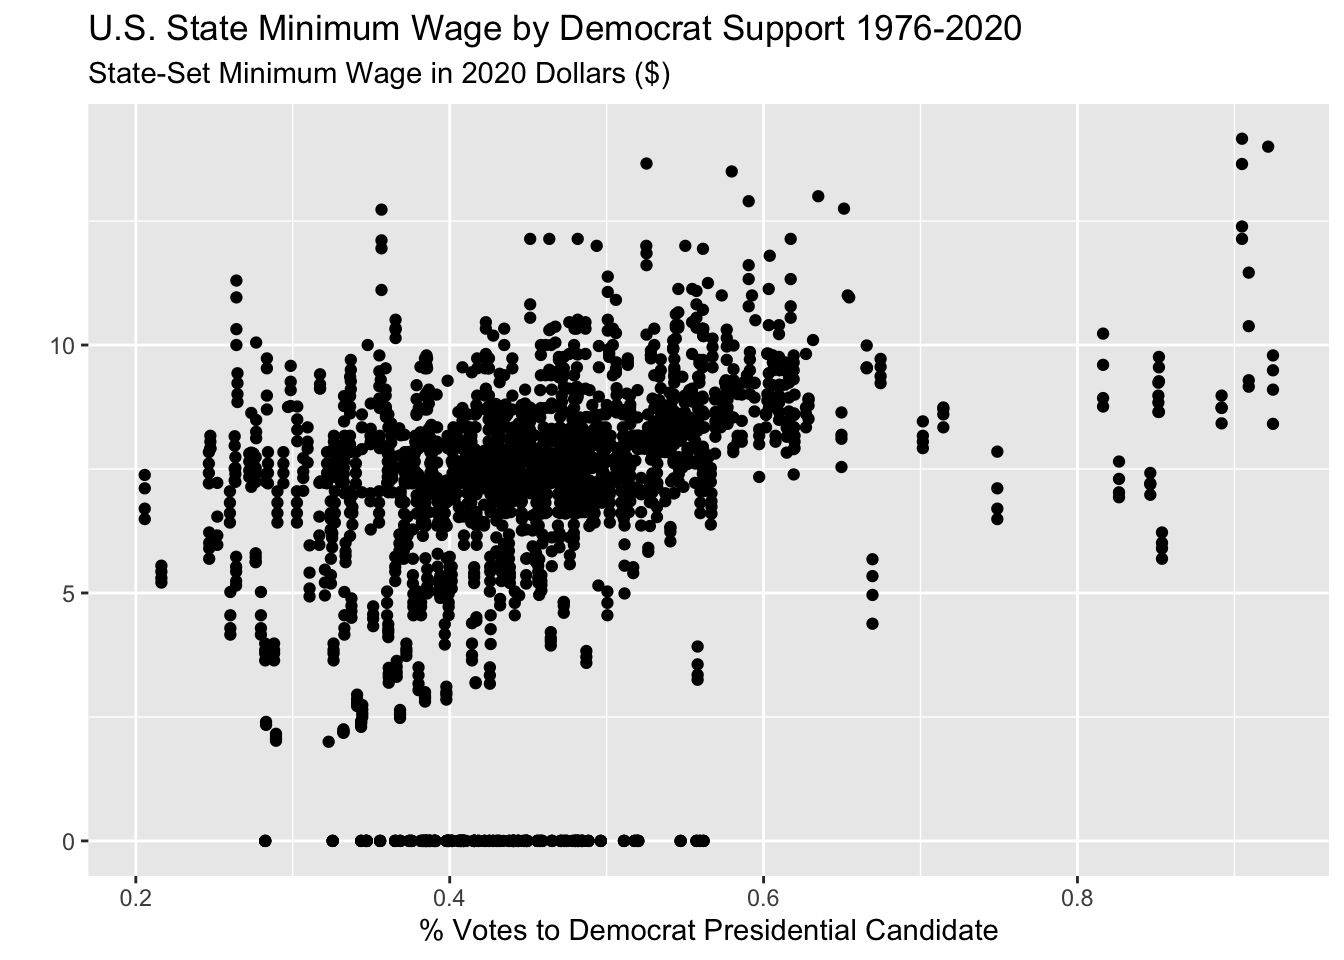 U.S. State Minimum Wage by Democrat Support 1976-2020
State-Set Minimum Wage in 2020 Dollars ($)
10
5
0
0.2 0.4 0.6 0.8
% Votes to Democrat Presidential Candidate